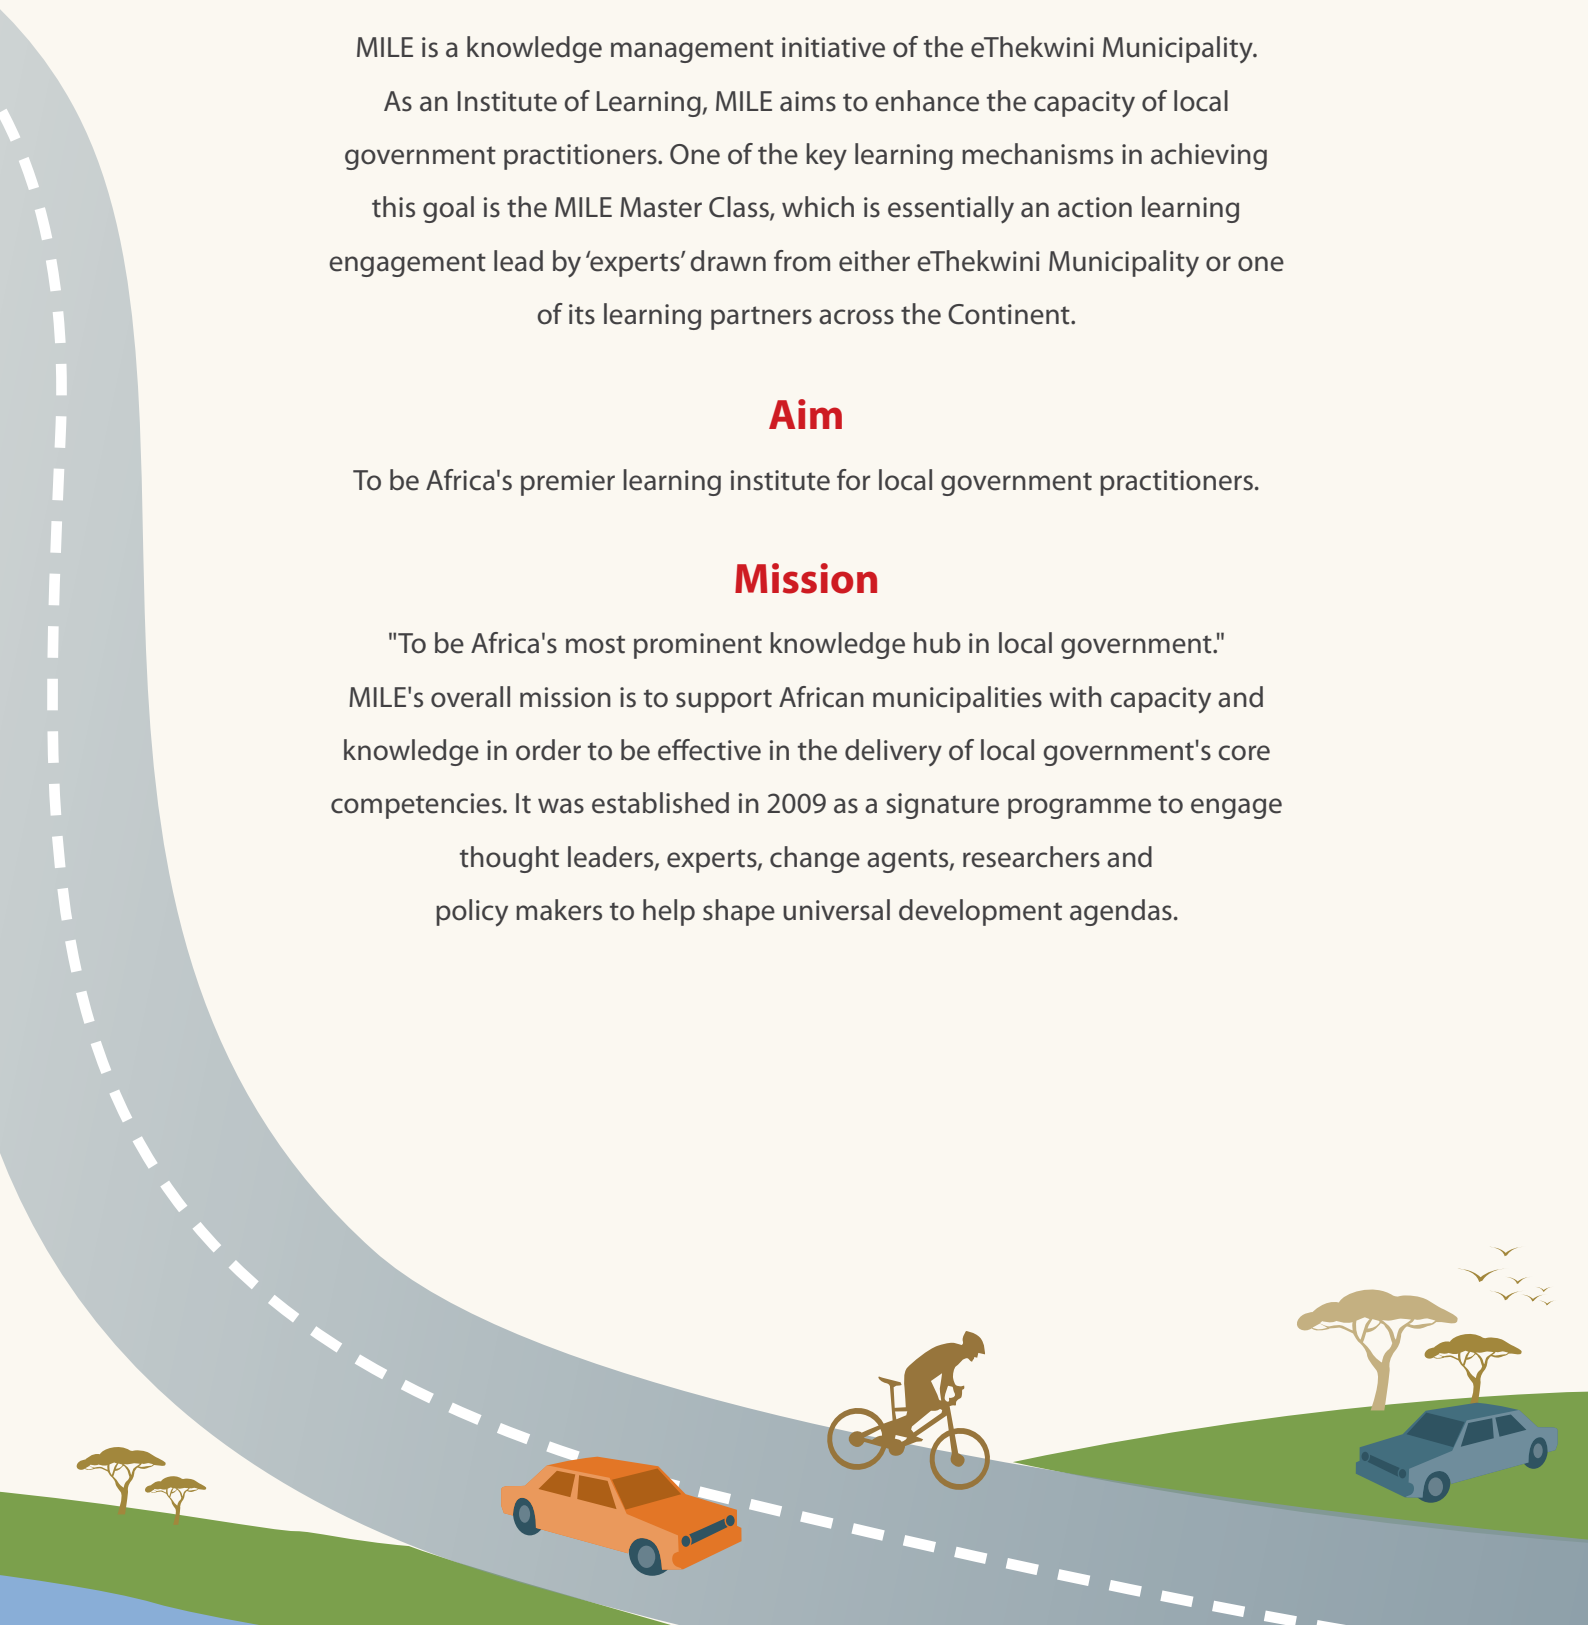 MILE is a knowledge management initiative of the eThekwini Municipality.
As an Institute of Learning, MILE aims to enhance the capacity of local
government practitioners. One of the key learning mechanisms in achieving
this goal is the MILE Master Class, which is essentially an action learning
engagement lead by ‘experts’ drawn from either eThekwini Municipality or one
of its learning partners across the Continent.
Aim
To be Africa's premier learning institute for local government practitioners.
Mission
"To be Africa's most prominent knowledge hub in local government."
MILE's overall mission is to support African municipalities with capacity and
knowledge in order to be effective in the delivery of local government's core
competencies. It was established in 2009 as a signature programme to engage
thought leaders, experts, change agents, researchers and
policy makers to help shape universal development agendas.